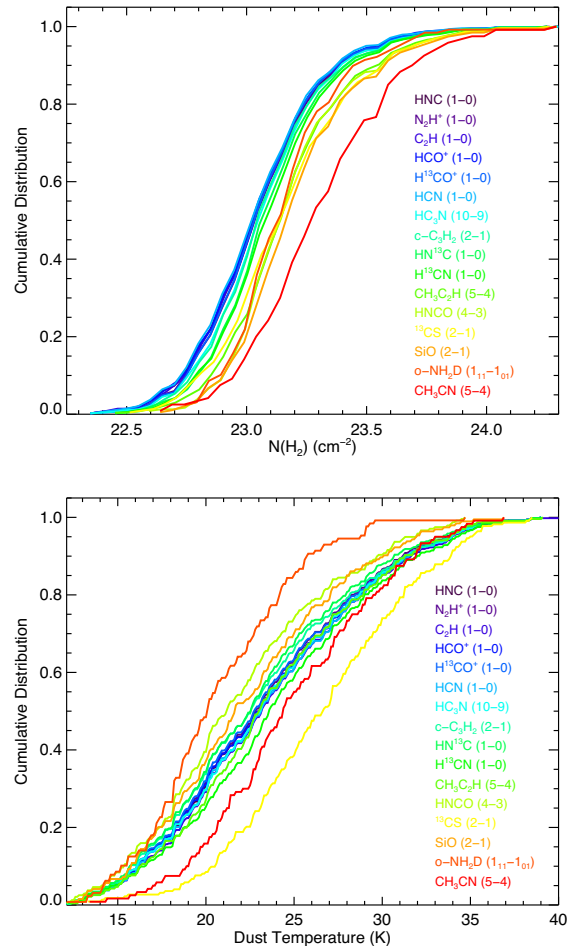 1.0
0.8
0.6
0.4
0.2
0.0
Cumulative Distribution
HNC (1−0)
N₂H⁺ (1−0)
C₂H (1−0)
HCO⁺ (1−0)
H¹³CO⁺ (1−0)
HCN (1−0)
HC₃N (10−9)
c−C₃H₂ (2−1)
HN¹³C (1−0)
H¹³CN (1−0)
CH₃C₂H (5−4)
HNCO (4−3)
¹³CS (2−1)
SiO (2−1)
o−NH₂D (1₁₁−1₀₁)
CH₃CN (5−4)
22.5 23.0 23.5 24.0
N(H₂) (cm⁻²)
1.0
0.8
0.6
0.4
0.2
0.0
Cumulative Distribution
HNC (1−0)
N₂H⁺ (1−0)
C₂H (1−0)
HCO⁺ (1−0)
H¹³CO⁺ (1−0)
HCN (1−0)
HC₃N (10−9)
c−C₃H₂ (2−1)
HN¹³C (1−0)
H¹³CN (1−0)
CH₃C₂H (5−4)
HNCO (4−3)
¹³CS (2−1)
SiO (2−1)
o−NH₂D (1₁₁−1₀₁)
CH₃CN (5−4)
15 20 25 30 35 40
Dust Temperature (K)